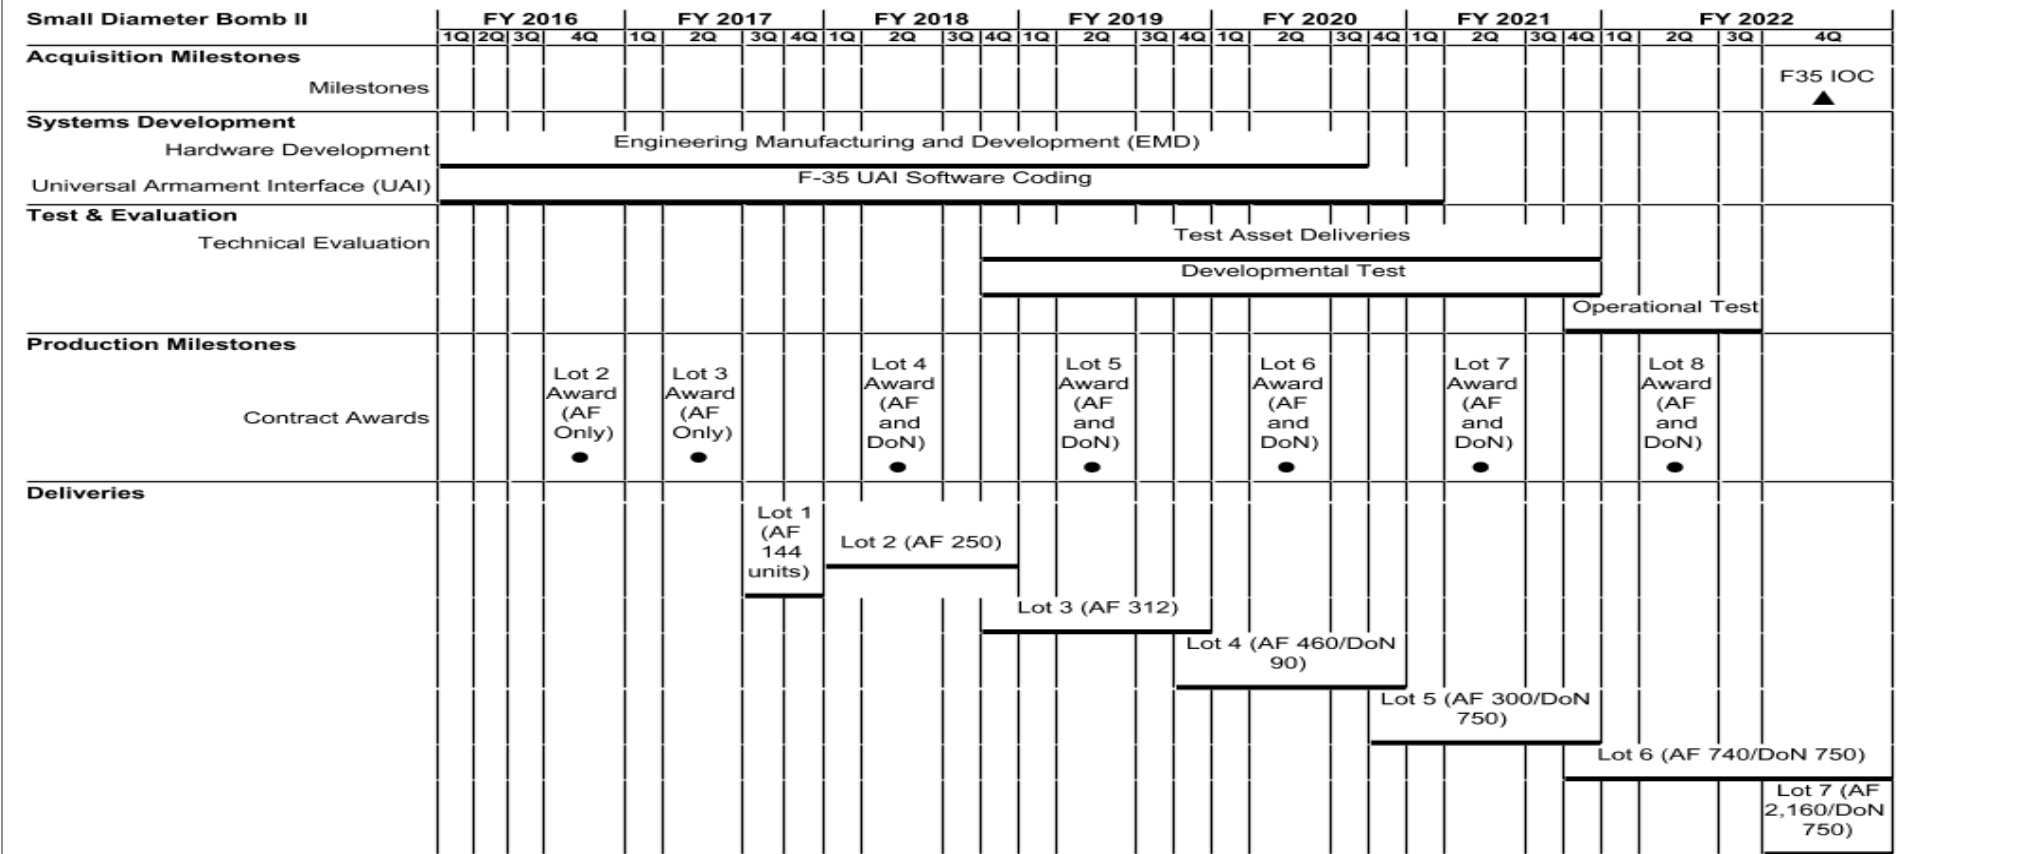 Small Diameter Bomb II FY 2016 FY 2017 FY 2018 FY 2019 FY 2020 FY 2021 FY 2022
1Q 2Q 3Q 4Q 1Q 2Q 3Q 4Q 1Q 2Q 3Q 4Q 1Q 2Q 3Q 4Q 1Q 2Q 3Q 4Q 1Q 2Q 3Q 4Q 1Q 2Q 3Q 4Q
Acquisition Milestones
Milestones
F35 IOC
Systems Development
Hardware Development
Engineering Manufacturing and Development (EMD)
Universal Armament Interface (UAI)
F-35 UAI Software Coding
Test & Evaluation
Technical Evaluation
Test Asset Deliveries
Developmental Test
Operational Test
Production Milestones
Contract Awards
Lot 2
Award
(AF
Only)
Lot 3
Award
(AF
Only)
Lot 4
Award
(AF
and
DoN)
Lot 5
Award
(AF
and
DoN)
Lot 6
Award
(AF
and
DoN)
Lot 7
Award
(AF
and
DoN)
Lot 8
Award
(AF
and
DoN)
Deliveries
Lot 1
(AF
144
units)
Lot 2 (AF 250)
Lot 3 (AF 312)
Lot 4 (AF 460/DoN
90)
Lot 5 (AF 300/DoN
750)
Lot 6 (AF 740/DoN 750)
Lot 7 (AF
2,160/DoN
750)